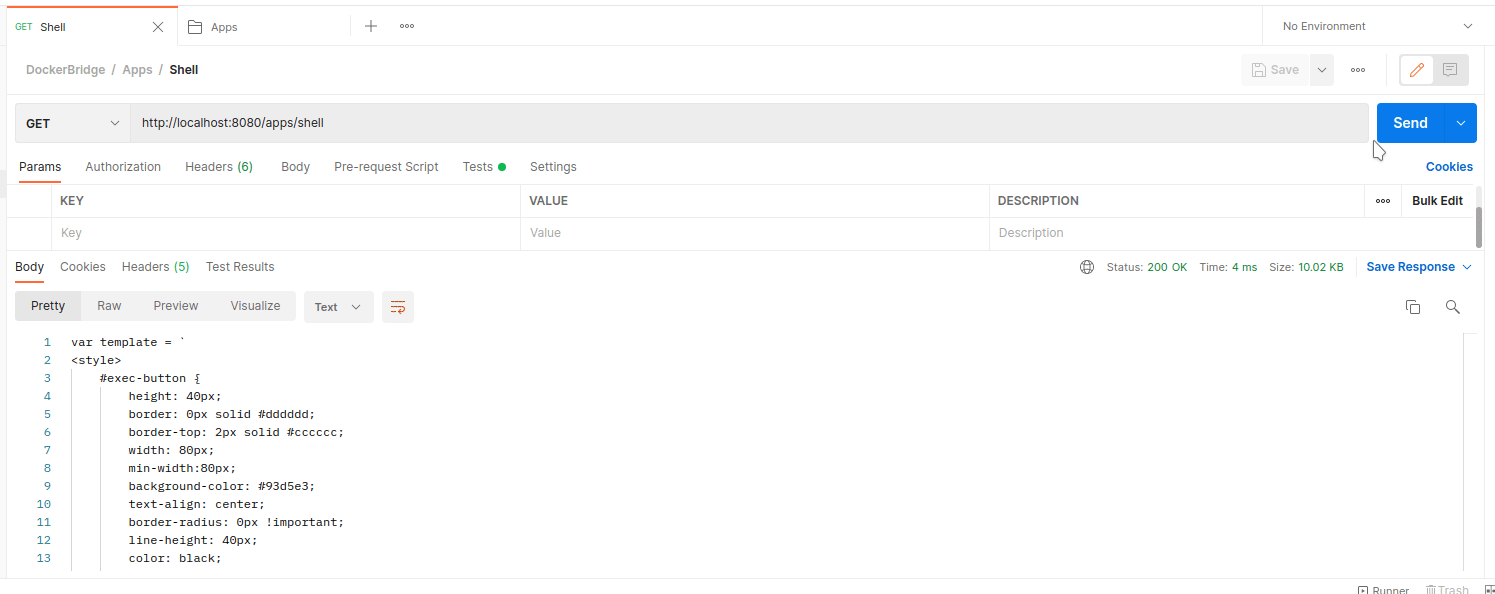 GET Shell Apps No Environment
DockerBridge / Apps / Shell Save
GET http://localhost:8080/apps/shell Send
Params Authorization Headers (6) Body Pre-request Script Tests Settings Cookies
KEY VALUE DESCRIPTION Bulk Edit
Key Value Description
Body Cookies Headers (5) Test Results Status: 200 OK Time: 4 ms Size: 10.02 KB Save Response
Pretty Raw Preview Visualize Text
1 var template = `
2 <style>
3 #exec-button {
4 height: 40px;
5 border: 0px solid #dddddd;
6 border-top: 2px solid #cccccc;
7 width: 80px;
8 min-width:80px;
9 background-color: #93d5e3;
10 text-align: center;
11 border-radius: 0px !important;
12 line-height: 40px;
13 color: black;
Runner Trash